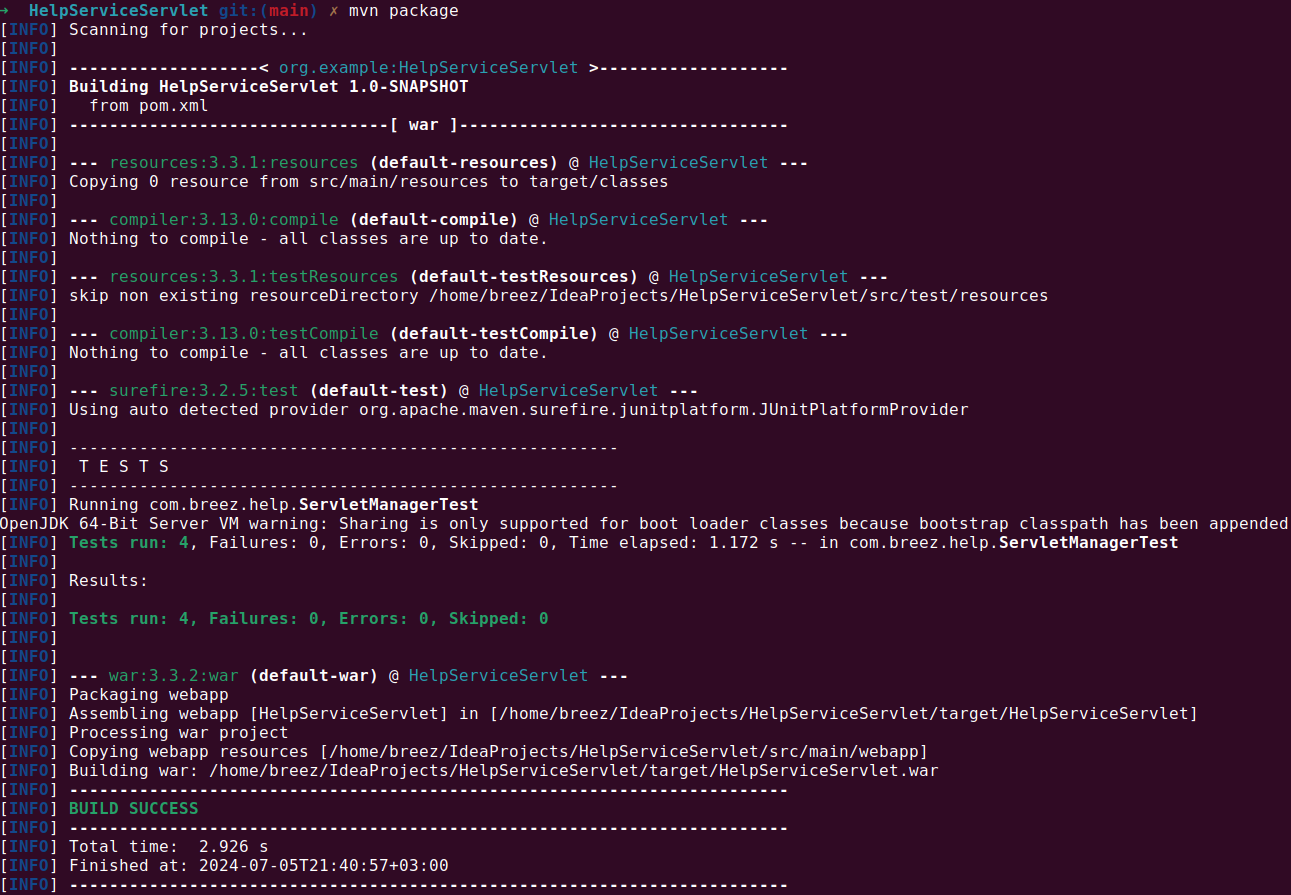 →  HelpServiceServlet git:(main) ✗ mvn package
[INFO] Scanning for projects...
[INFO]
[INFO] -------------------< org.example:HelpServiceServlet >-------------------
[INFO] Building HelpServiceServlet 1.0-SNAPSHOT
[INFO]   from pom.xml
[INFO] --------------------------------[ war ]---------------------------------
[INFO]
[INFO] --- resources:3.3.1:resources (default-resources) @ HelpServiceServlet ---
[INFO] Copying 0 resource from src/main/resources to target/classes
[INFO]
[INFO] --- compiler:3.13.0:compile (default-compile) @ HelpServiceServlet ---
[INFO] Nothing to compile - all classes are up to date.
[INFO]
[INFO] --- resources:3.3.1:testResources (default-testResources) @ HelpServiceServlet ---
[INFO] skip non existing resourceDirectory /home/breez/IdeaProjects/HelpServiceServlet/src/test/resources
[INFO]
[INFO] --- compiler:3.13.0:testCompile (default-testCompile) @ HelpServiceServlet ---
[INFO] Nothing to compile - all classes are up to date.
[INFO]
[INFO] --- surefire:3.2.5:test (default-test) @ HelpServiceServlet ---
[INFO] Using auto detected provider org.apache.maven.surefire.junitplatform.JUnitPlatformProvider
[INFO]
[INFO] -------------------------------------------------------
[INFO]  T E S T S
[INFO] -------------------------------------------------------
[INFO] Running com.breez.help.ServletManagerTest
OpenJDK 64-Bit Server VM warning: Sharing is only supported for boot loader classes because bootstrap classpath has been appended
[INFO] Tests run: 4, Failures: 0, Errors: 0, Skipped: 0, Time elapsed: 1.172 s -- in com.breez.help.ServletManagerTest
[INFO]
[INFO] Results:
[INFO]
[INFO] Tests run: 4, Failures: 0, Errors: 0, Skipped: 0
[INFO]
[INFO]
[INFO] --- war:3.3.2:war (default-war) @ HelpServiceServlet ---
[INFO] Packaging webapp
[INFO] Assembling webapp [HelpServiceServlet] in [/home/breez/IdeaProjects/HelpServiceServlet/target/HelpServiceServlet]
[INFO] Processing war project
[INFO] Copying webapp resources [/home/breez/IdeaProjects/HelpServiceServlet/src/main/webapp]
[INFO] Building war: /home/breez/IdeaProjects/HelpServiceServlet/target/HelpServiceServlet.war
[INFO] ------------------------------------------------------------------------
[INFO] BUILD SUCCESS
[INFO] ------------------------------------------------------------------------
[INFO] Total time:  2.926 s
[INFO] Finished at: 2024-07-05T21:40:57+03:00
[INFO] ------------------------------------------------------------------------